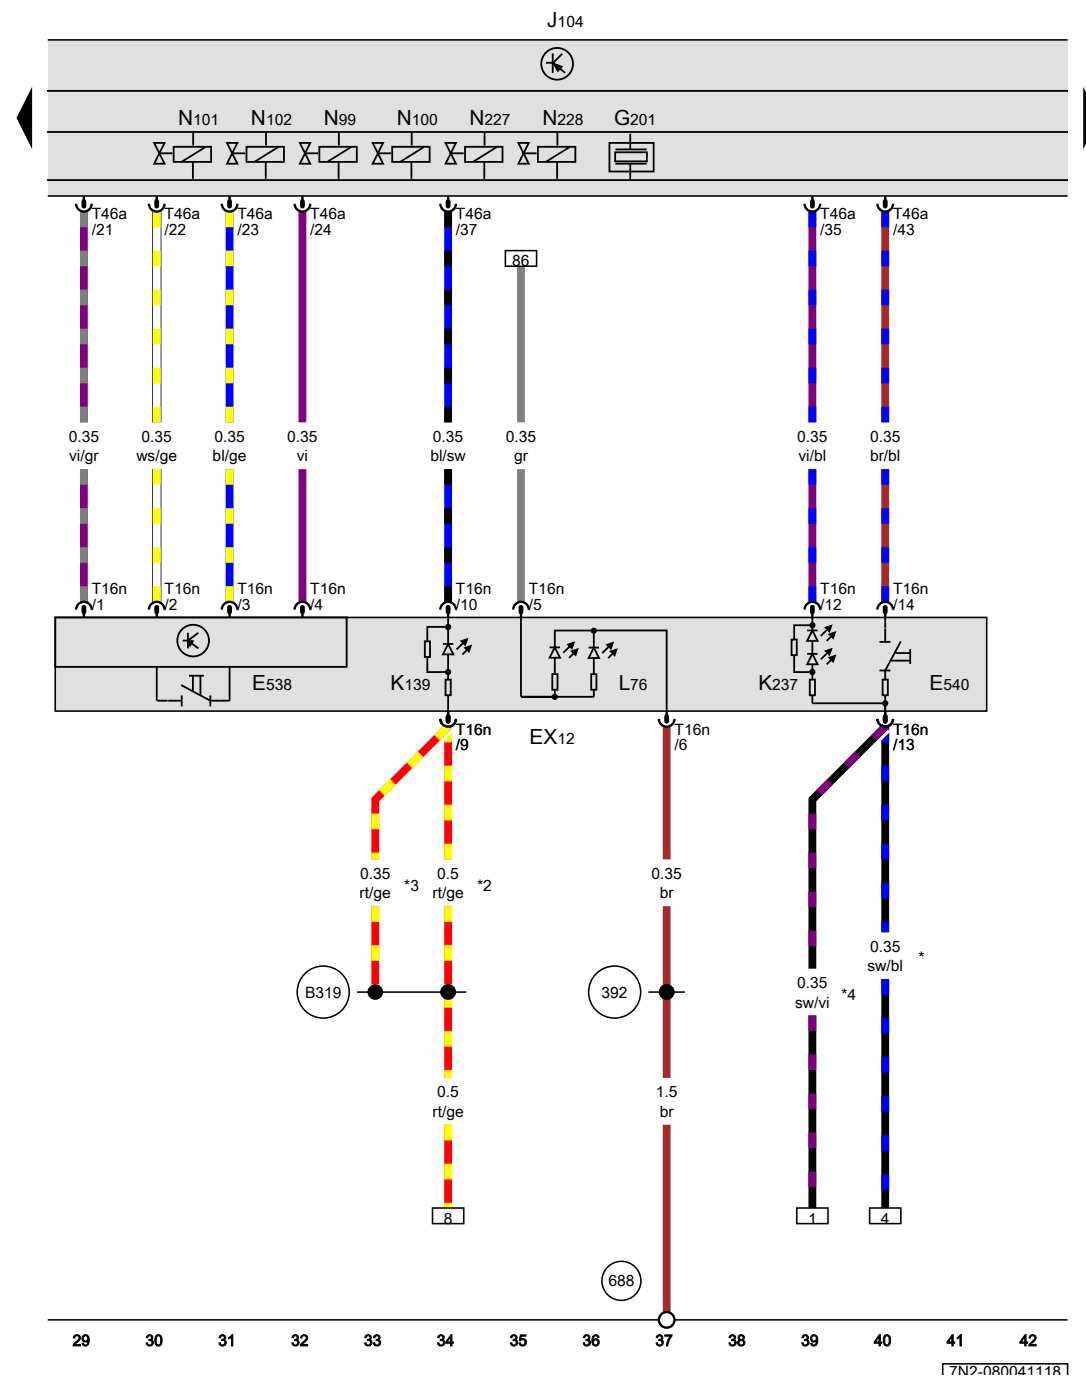 J104
N101 N102 N99 N100 N227 N228 G201
T46a T46a T46a T46a T46a T46a T46a
/21 /22 /23 /24 /37 /35 /43
86
0.35 0.35 0.35 0.35 0.35 0.35 0.35 0.35
vi/gr ws/ge bl/ge vi bl/sw gr vi/bl br/bl
T16n T16n T16n T16n T16n T16n T16n T16n
/1 /2 /3 /4 /10 /5 /12 /14
E538 K139 L76 K237 E540
T16n T16n T16n
/9 /6 /13
EX12
0.35 0.5 0.35
rt/ge *3 rt/ge *2 br
0.35
sw/bl *
B319 392 0.35
sw/vi *4
0.5 1.5
rt/ge br
8 1 4
688
29 30 31 32 33 34 35 36 37 38 39 40 41 42
7N2-080041118